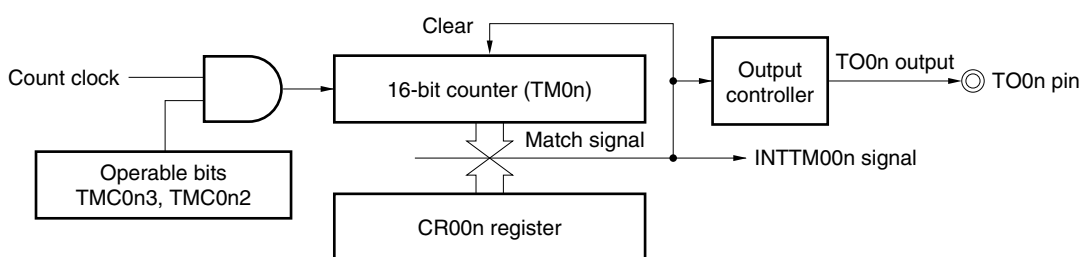 Clear
Count clock
16-bit counter (TM0n)
Output
controller
TO0n output
TO0n pin
Match signal
INTTM00n signal
Operable bits
TMC0n3, TMC0n2
CR00n register